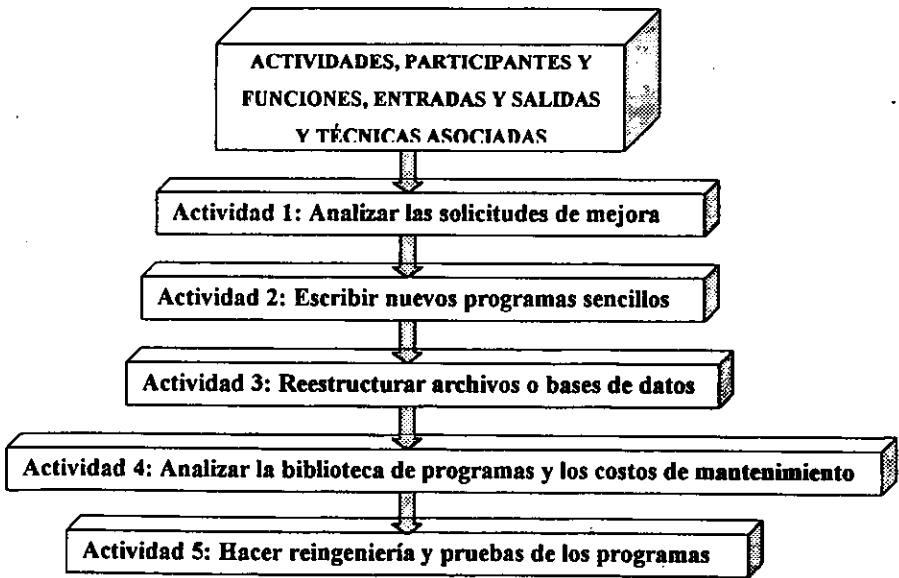 ACTIVIDADES, PARTICIPANTES Y
FUNCIONES, ENTRADAS Y SALIDAS
Y TÉCNICAS ASOCIADAS
Actividad 1: Analizar las solicitudes de mejora
Actividad 2: Escribir nuevos programas sencillos
Actividad 3: Reestructurar archivos o bases de datos
Actividad 4: Analizar la biblioteca de programas y los costos de mantenimiento
Actividad 5: Hacer reingeniería y pruebas de los programas